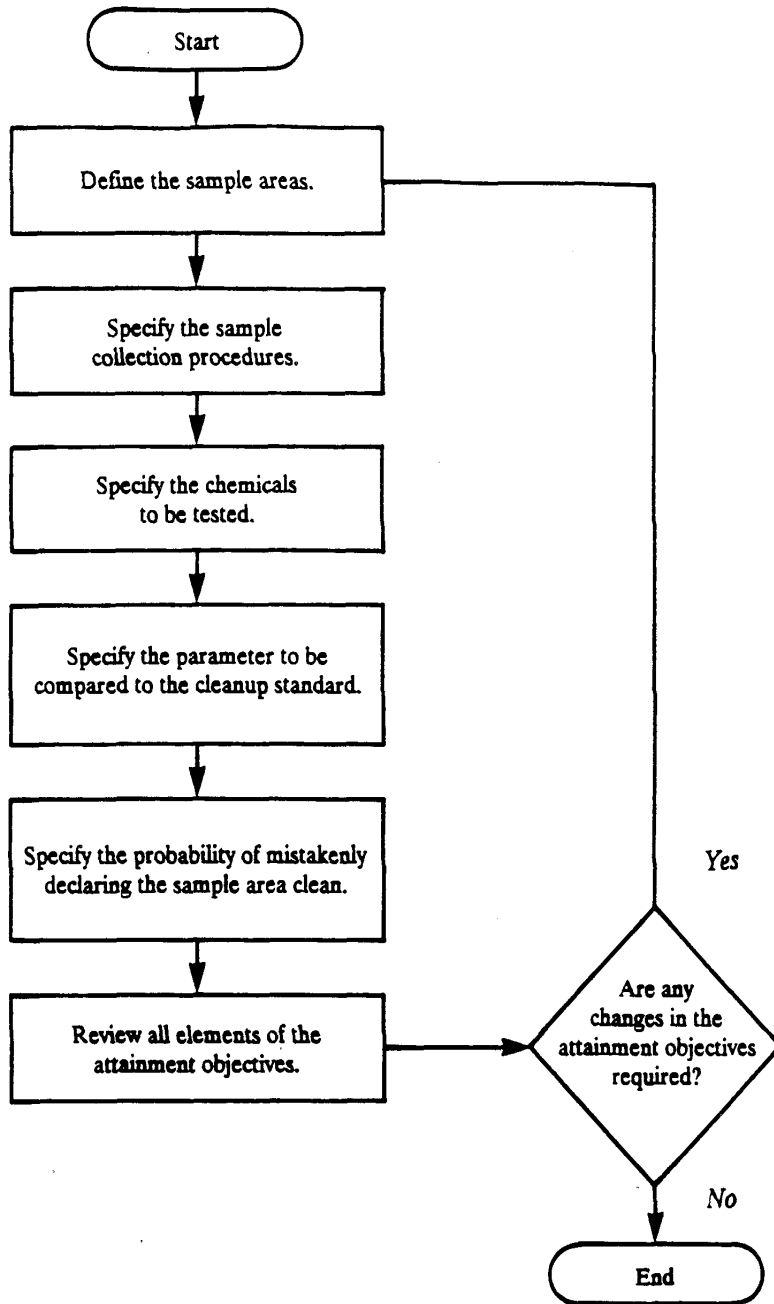 Start
Define the sample areas.
Specify the sample
collection procedures.
Specify the chemicals
to be tested.
Specify the parameter to be
compared to the cleanup standard.
Specify the probability of mistakenly
declaring the sample area clean.
Review all elements of the
attainment objectives.
Are any
changes in the
attainment objectives
required?
Yes
No
End